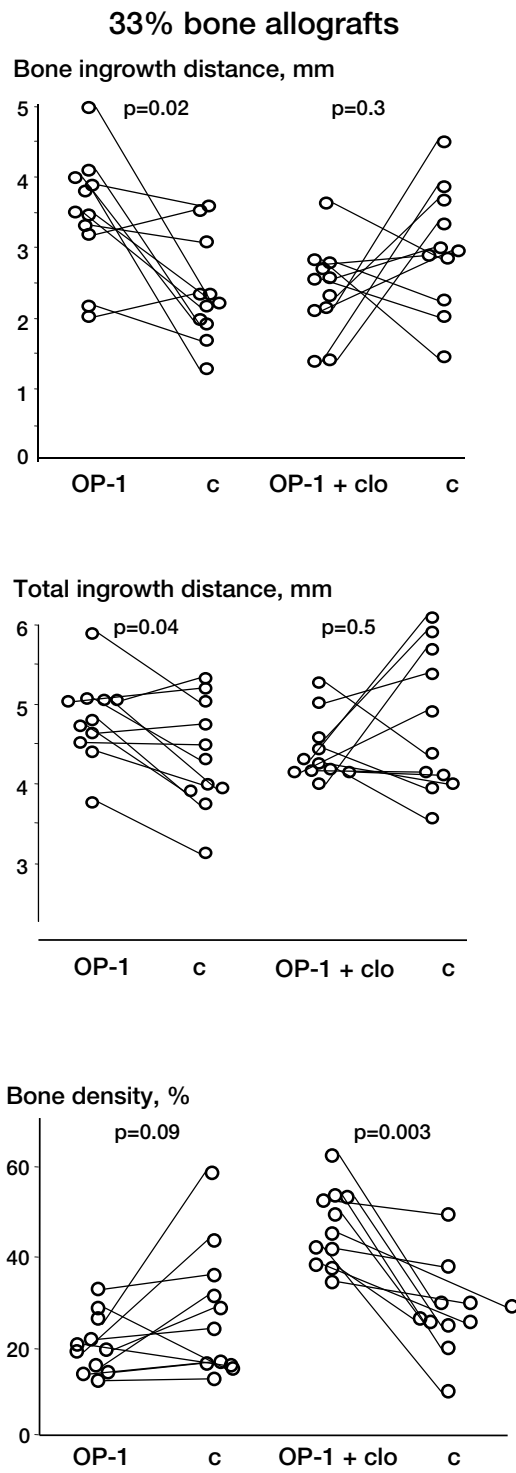 33% bone allografts
Bone ingrowth distance, mm
5
p=0.02
p=0.3
4
3
2
1
0
OP-1
c
OP-1 + clo
c
Total ingrowth distance, mm
6
p=0.04
p=0.5
5
4
3
OP-1
c
OP-1 + clo
c
Bone density, %
p=0.09
p=0.003
60
40
20
0
OP-1
c
OP-1 + clo
c